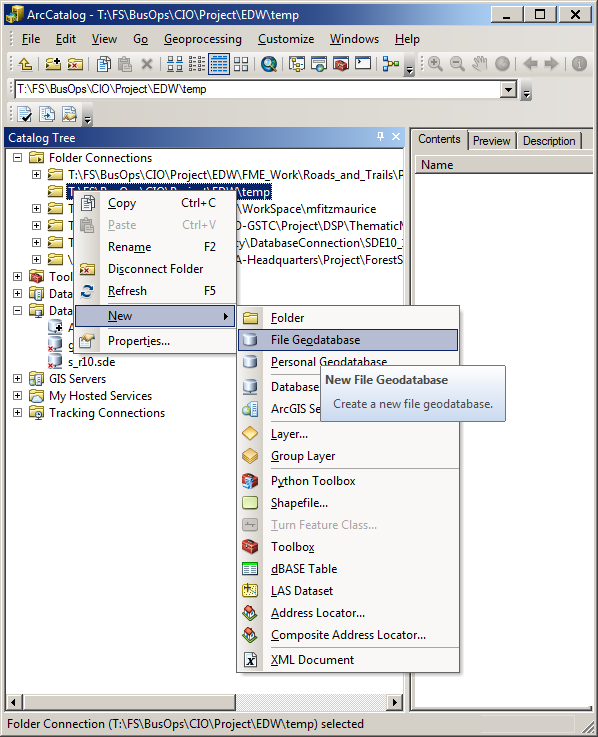 ArcCatalog - T:\FS\BusOps\CIO\Project\EDW\temp
File Edit View Go Geoprocessing Customize Windows Help
T:\FS\BusOps\CIO\Project\EDW\temp
Catalog Tree
Folder Connections
T:\FS\BusOps\CIO\Project\EDW\FME_Work\Roads_and_Trails\
T:\FS\BusOps\CIO\Project\EDW\temp
\WorkSpace\mfitzmaurice
-GSTC\Project\DSP\ThematicM
\DatabaseConnection\SDE10_
A-Headquarters\Project\ForestS
Tool
Data
Data
s_r10.sde
GIS Servers
My Hosted Services
Tracking Connections
Copy Ctrl+C
Paste Ctrl+V
Rename F2
Disconnect Folder
Refresh F5
New
Properties...
Folder
File Geodatabase
Personal Geodatabase
Database
ArcGIS Se
Layer...
Group Layer
Python Toolbox
Shapefile...
Turn Feature Class...
Toolbox
dBASE Table
LAS Dataset
Address Locator...
Composite Address Locator...
XML Document
New File Geodatabase
Create a new file geodatabase.
Contents Preview Description
Name
Folder Connection (T:\FS\BusOps\CIO\Project\EDW\temp) selected